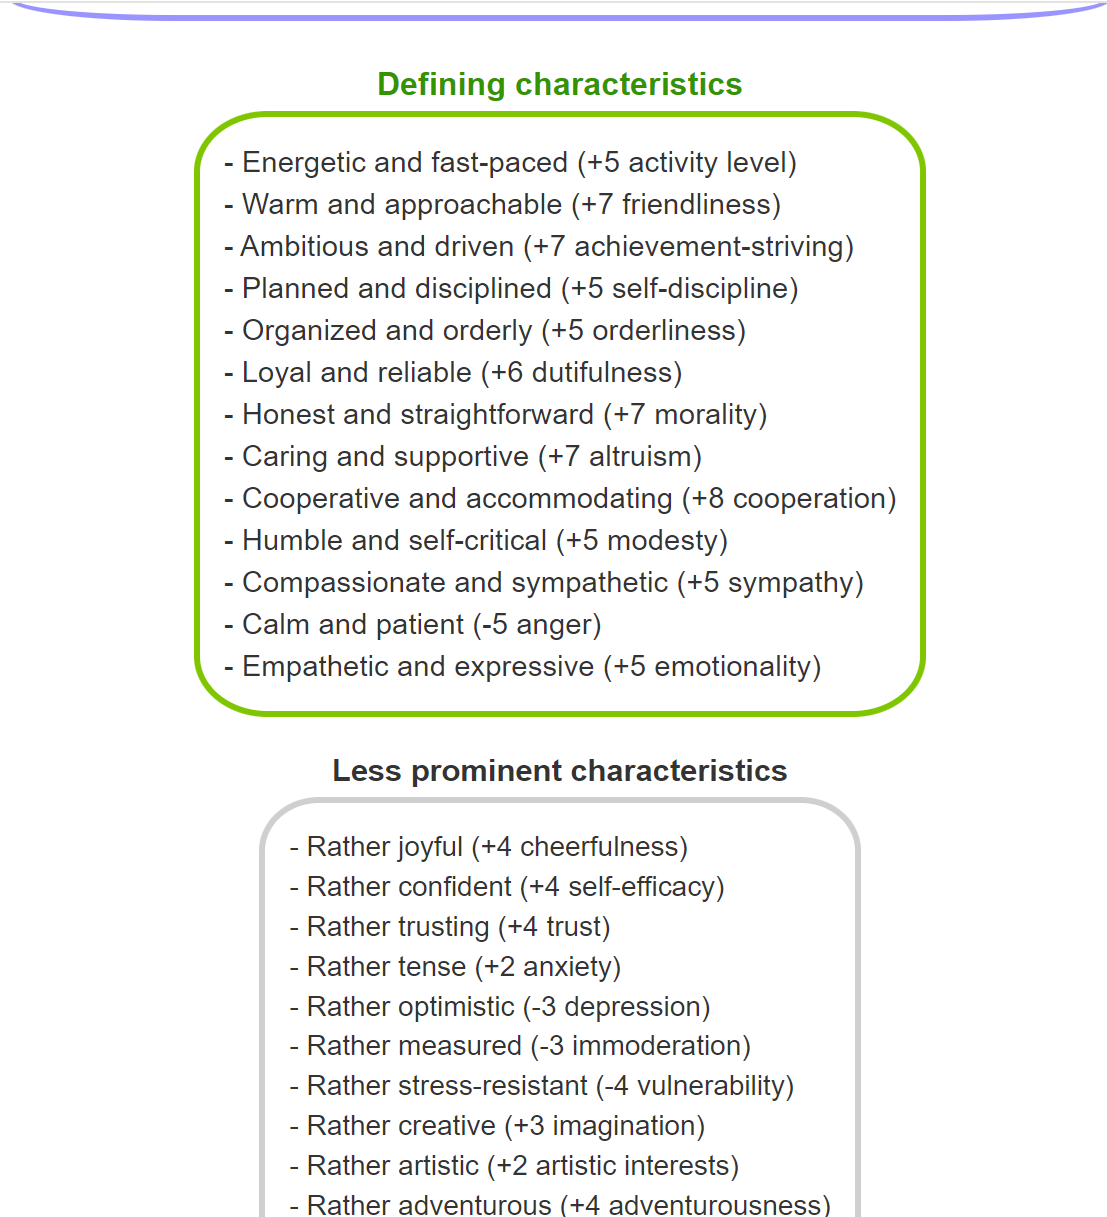 Defining characteristics
- Energetic and fast-paced (+5 activity level)
- Warm and approachable (+7 friendliness)
- Ambitious and driven (+7 achievement-striving)
- Planned and disciplined (+5 self-discipline)
- Organized and orderly (+5 orderliness)
- Loyal and reliable (+6 dutifulness)
- Honest and straightforward (+7 morality)
- Caring and supportive (+7 altruism)
- Cooperative and accommodating (+8 cooperation)
- Humble and self-critical (+5 modesty)
- Compassionate and sympathetic (+5 sympathy)
- Calm and patient (-5 anger)
- Empathetic and expressive (+5 emotionality)
Less prominent characteristics
- Rather joyful (+4 cheerfulness)
- Rather confident (+4 self-efficacy)
- Rather trusting (+4 trust)
- Rather tense (+2 anxiety)
- Rather optimistic (-3 depression)
- Rather measured (-3 immoderation)
- Rather stress-resistant (-4 vulnerability)
- Rather creative (+3 imagination)
- Rather artistic (+2 artistic interests)
- Rather adventurous (+4 adventurousness)